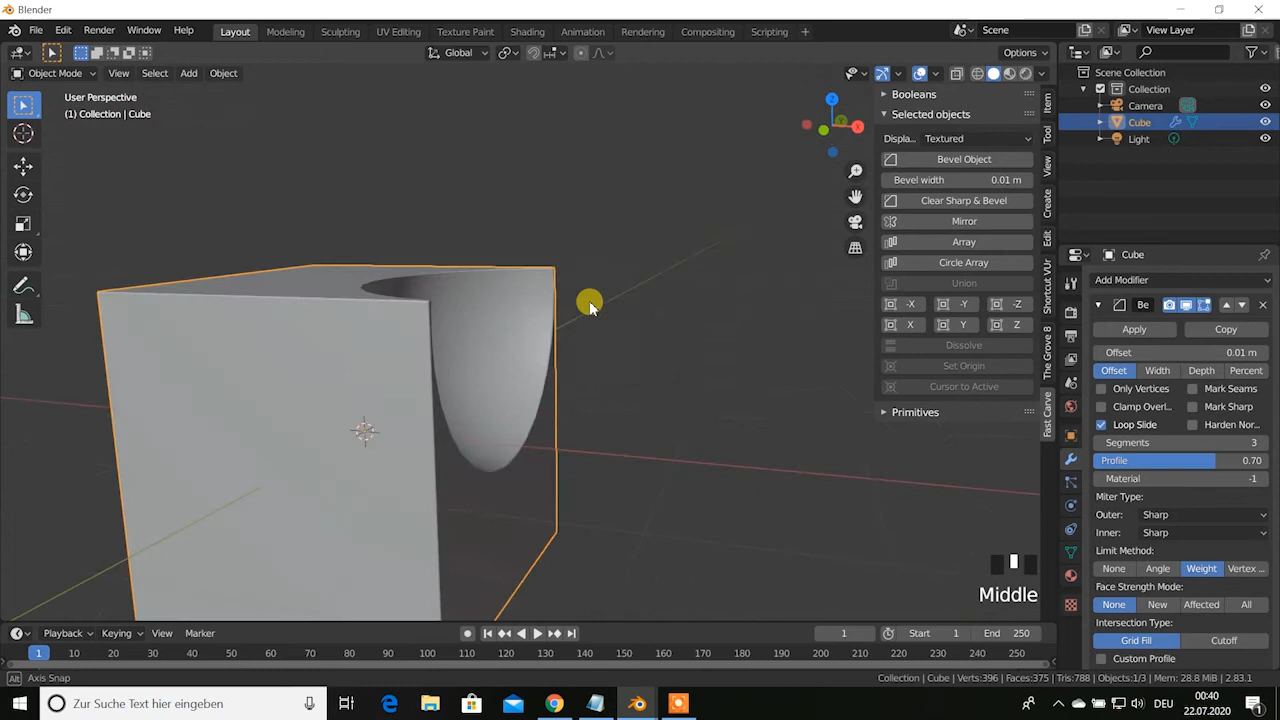 Blender
File Edit Render Window Help
Layout Modeling Sculpting UV Editing Texture Paint Shading Animation Rendering Compositing Scripting +
Scene View Layer
Global Options
Object Mode View Select Add Object
User Perspective
(1) Collection | Cube
Z
X
Y
Booleans
Selected objects
Displa... Textured
Bevel Object
Bevel width 0.01 m
Clear Sharp & Bevel
Mirror
Array
Circle Array
Union
-X -Y -Z
X Y Z
Dissolve
Set Origin
Cursor to Active
Primitives
Item
Tool
View
Create
Edit
Shortcut VUr
The Grove 8
Fast Carve
Scene Collection
Collection
Camera
Cube
Light
Cube
Add Modifier
Be
Apply Copy
Offset 0.01 m
Offset Width Depth Percent
Only Vertices Mark Seams
Clamp Overl... Mark Sharp
Loop Slide Harden Nor...
Segments 3
Profile 0.70
Material -1
Miter Type:
Outer: Sharp
Inner: Sharp
Limit Method:
None Angle Weight Vertex ...
Face Strength Mode:
None New Affected All
Intersection Type:
Grid Fill Cutoff
Custom Profile
Middle
Playback Keying View Marker 1 Start 1 End 250
1 10 20 30 40 50 60 70 80 90 100 110 120 130 140 150 160 170 180 190 200 210 220 230 240 250
Alt Axis Snap Collection | Cube | Verts:396 | Faces:375 | Tris:788 | Objects:1/3 | Mem: 28.8 MiB | 2.83.1
Zur Suche Text hier eingeben
DEU
00:40
22.07.2020
1